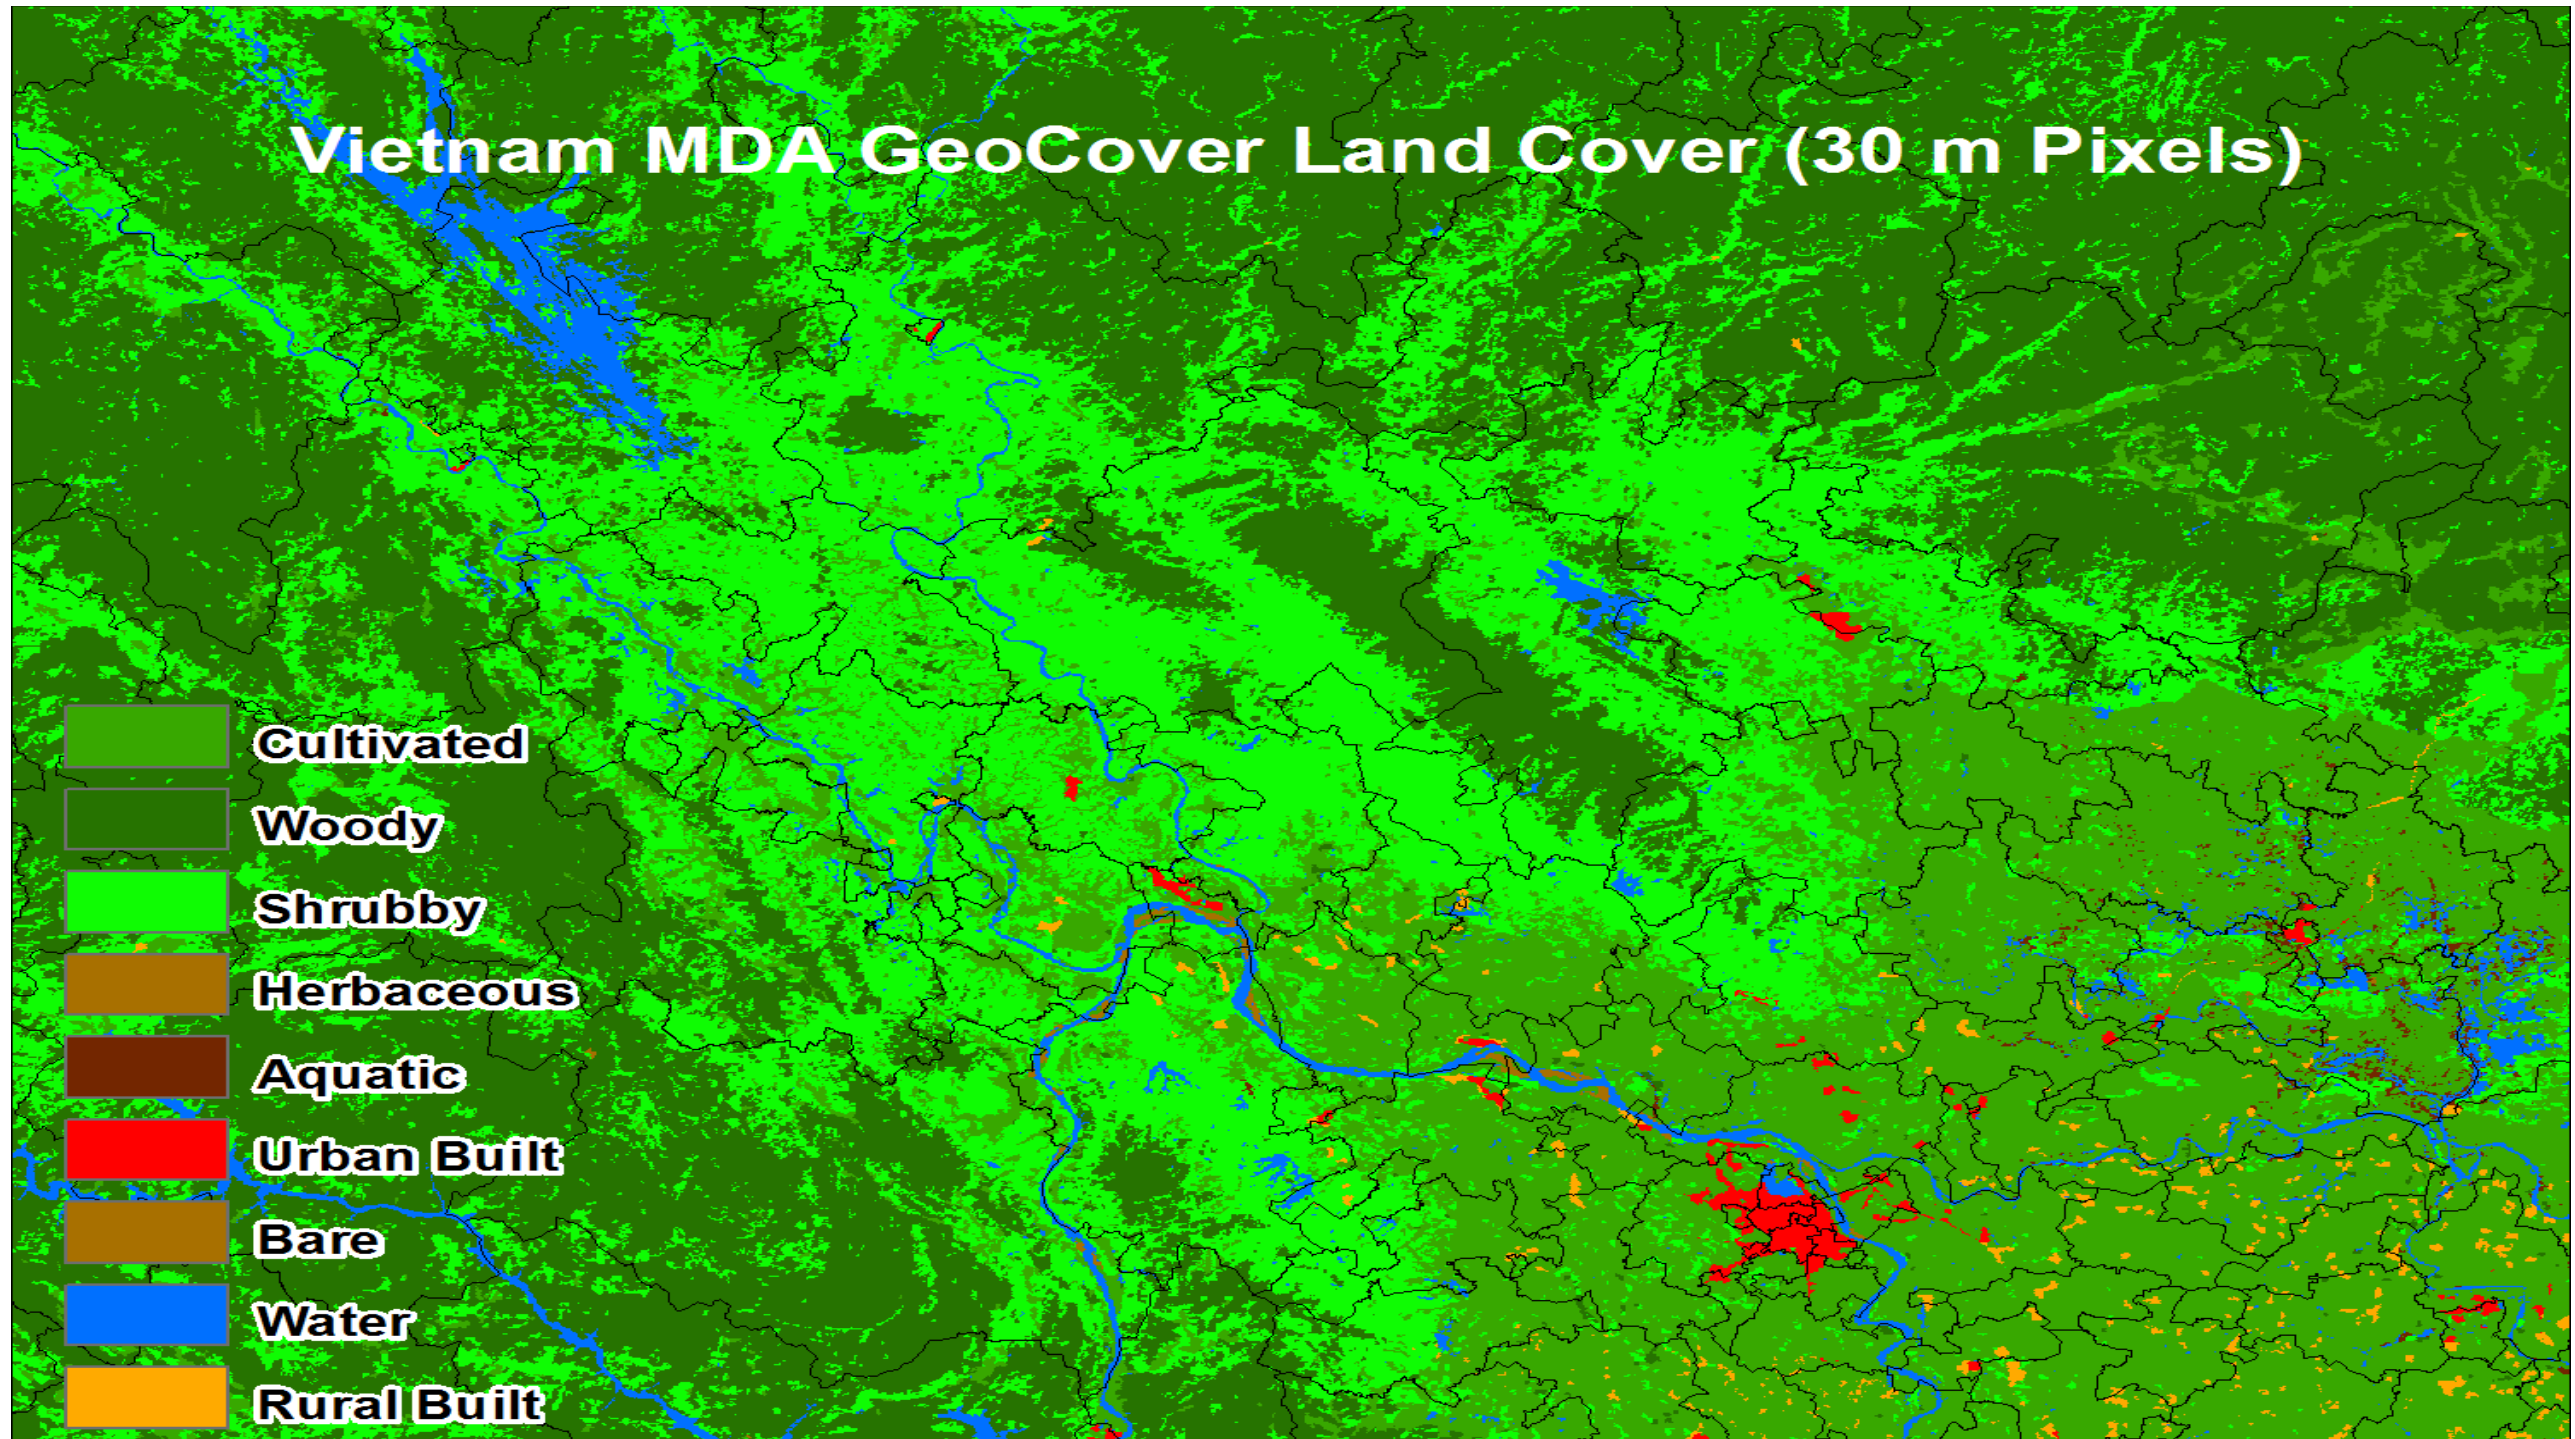 Vietnam MDA GeoCover Land Cover (30 m Pixels)
Cultivated
Woody
Shrubby
Herbaceous
Aquatic
Urban Built
Bare
Water
Rural Built